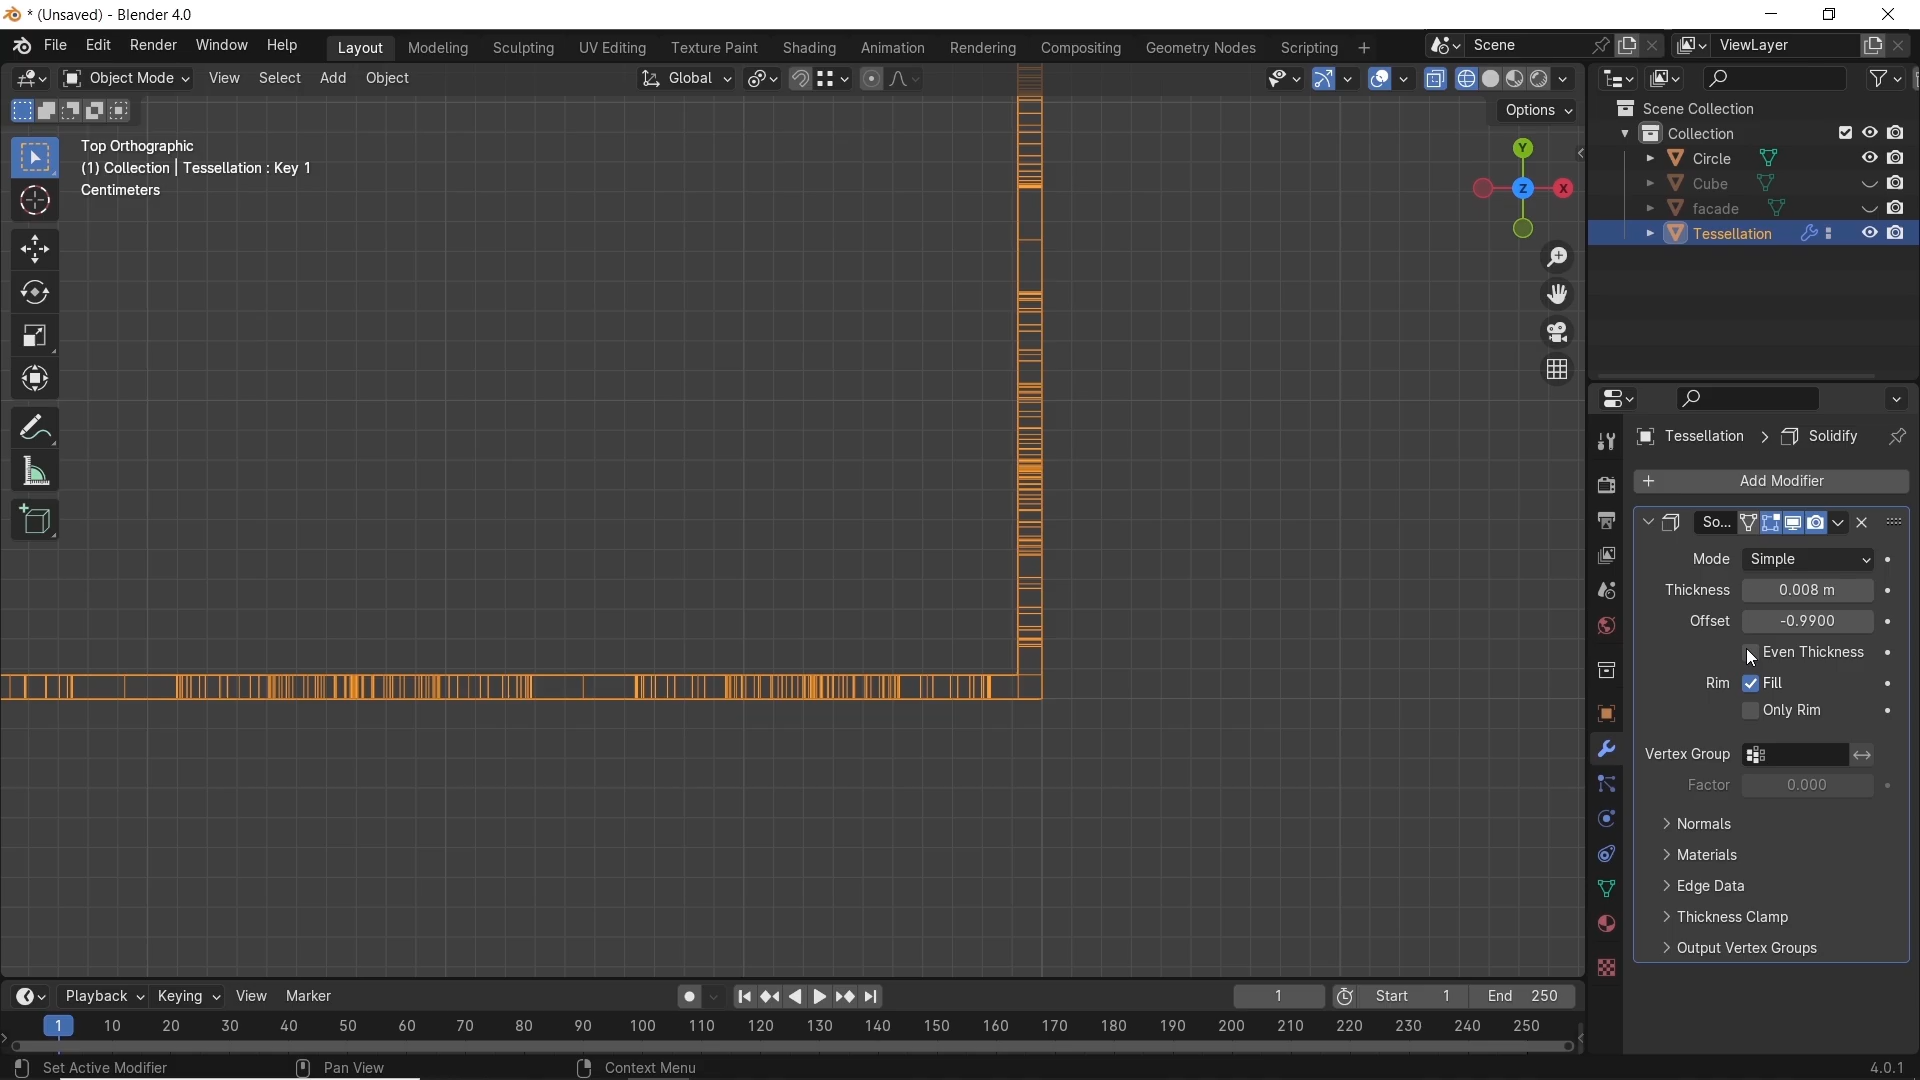 * (Unsaved) - Blender 4.0
File Edit Render Window Help
Layout Modeling Sculpting UV Editing Texture Paint Shading Animation Rendering Compositing Geometry Nodes Scripting +
Scene
ViewLayer
Object Mode View Select Add Object
Global
Options
Top Orthographic
(1) Collection | Tessellation : Key 1
Centimeters
Y
Z
X
Scene Collection
Collection
Circle
Cube
facade
Tessellation
Tessellation > Solidify
+ Add Modifier
So...
Mode Simple
Thickness 0.008 m
Offset -0.9900
Even Thickness
Rim Fill
Only Rim
Vertex Group
Factor 0.000
> Normals
> Materials
> Edge Data
> Thickness Clamp
> Output Vertex Groups
Playback Keying View Marker
1
Start 1
End 250
1 10 20 30 40 50 60 70 80 90 100 110 120 130 140 150 160 170 180 190 200 210 220 230 240 250
Set Active Modifier
Pan View
Context Menu
4.0.1